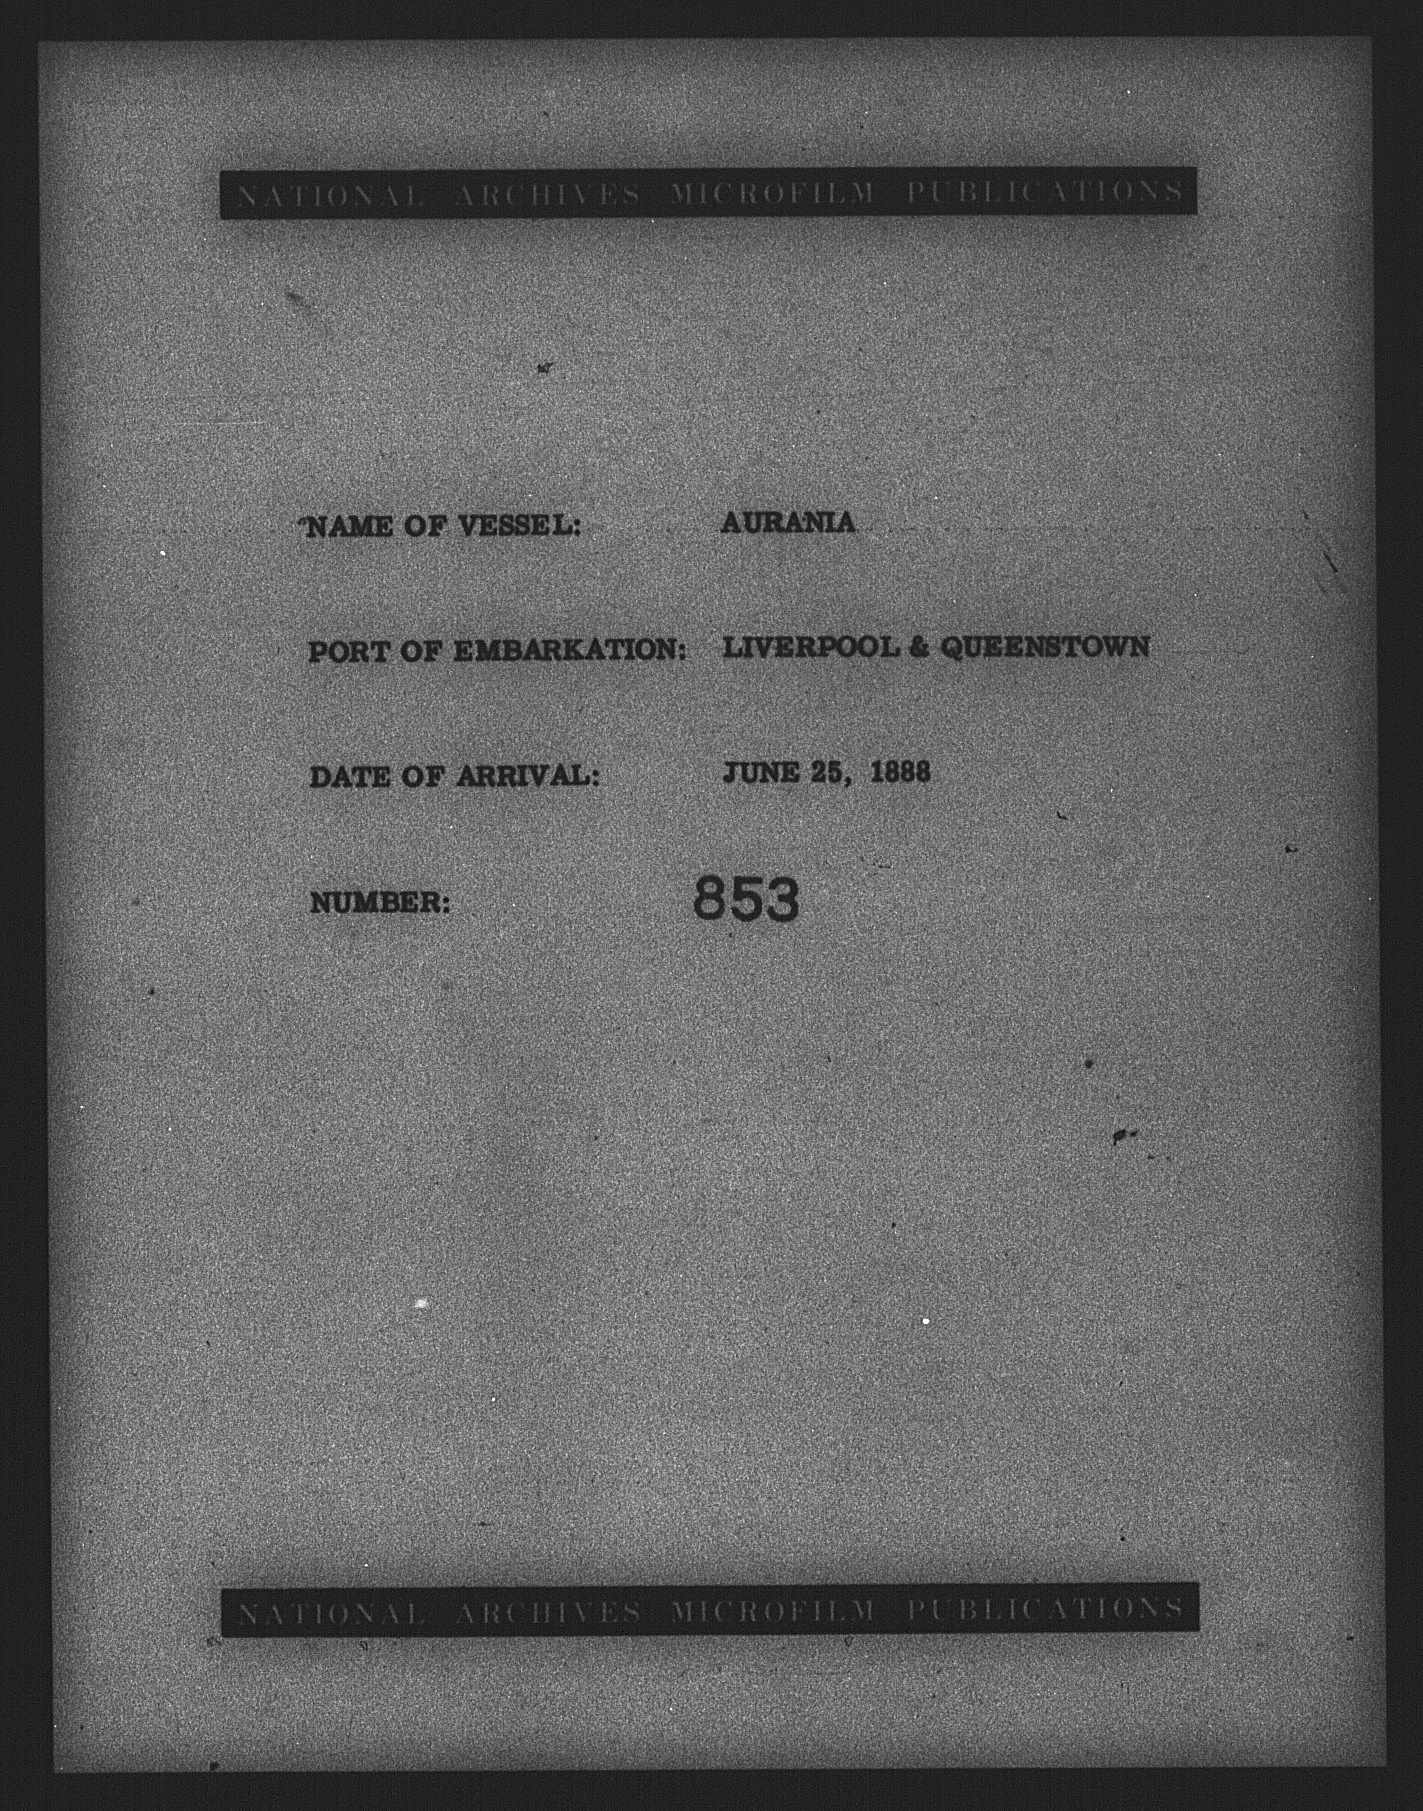 NATIONAL ARCHIVES MICROFILM PUBLICATIONS
NAME OF VESSEL: AURANIA
PORT OF EMBARKATION: LIVERPOOL & QUEENSTOWN
DATE OF ARRIVAL: JUNE 25, 1888
NUMBER: 853
NATIONAL ARCHIVES MICROFILM PUBLICATIONS